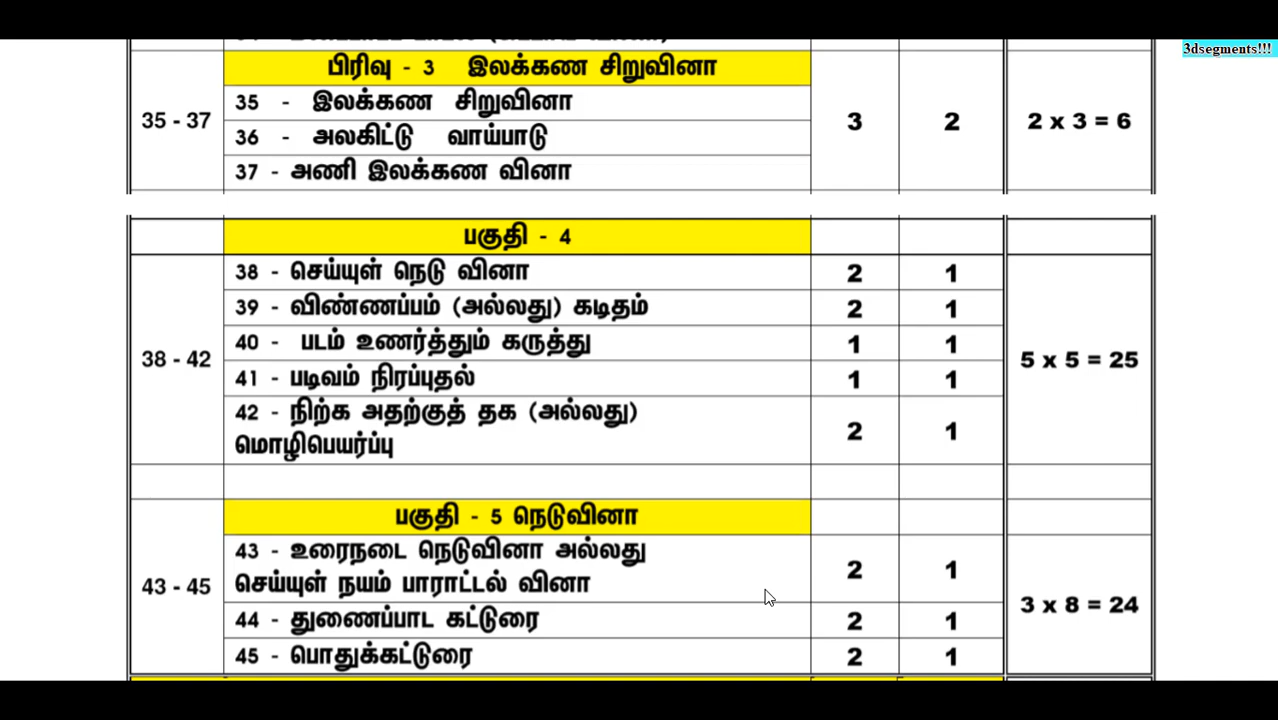 3dsegments!!!
பிரிவு - 3 இலக்கண சிறுவினா
35 - 37
35 - இலக்கண சிறுவினா
36 - அலகிட்டு வாய்பாடு
37 - அணி இலக்கண வினா
3 2 2 x 3 = 6
பகுதி - 4
38 - 42
38 - செய்யுள் நெடு வினா 2 1
39 - விண்ணப்பம் (அல்லது) கடிதம் 2 1
40 - படம் உணர்த்தும் கருத்து 1 1
41 - படிவம் நிரப்புதல் 1 1
42 - நிற்க அதற்குத் தக (அல்லது)
மொழிபெயர்ப்பு 2 1
5 x 5 = 25
பகுதி - 5 நெடுவினா
43 - 45
43 - உரைநடை நெடுவினா அல்லது
செய்யுள் நயம் பாராட்டல் வினா 2 1
44 - துணைப்பாட கட்டுரை 2 1
45 - பொதுக்கட்டுரை 2 1
3 x 8 = 24